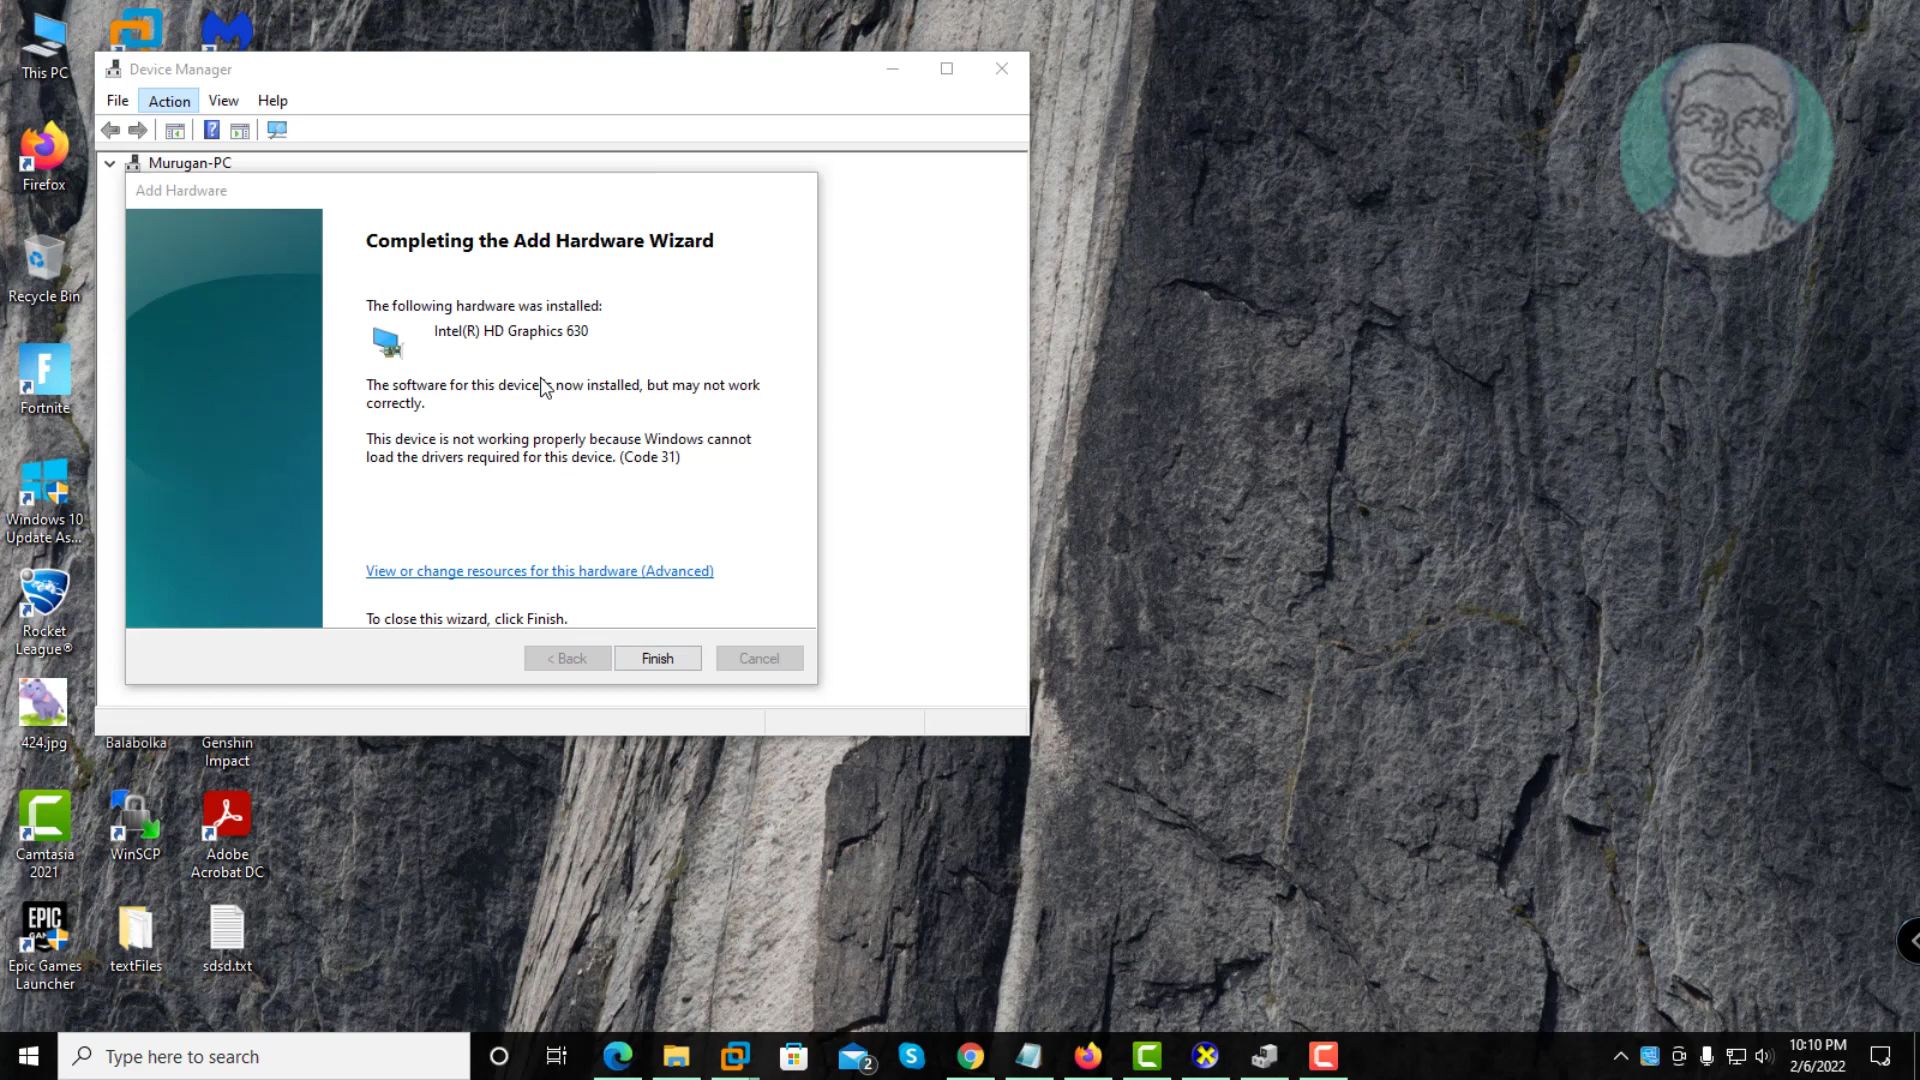 This PC
Device Manager
File Action View Help
Firefox
Murugan-PC
Add Hardware
Completing the Add Hardware Wizard
Recycle Bin
The following hardware was installed:
Intel(R) HD Graphics 630
Fortnite
The software for this device now installed, but may not work
correctly.
This device is not working properly because Windows cannot
load the drivers required for this device. (Code 31)
Windows 10
Update As...
View or change resources for this hardware (Advanced)
To close this wizard, click Finish.
Rocket
League®
< Back Finish Cancel
424.jpg Balabolka Genshin
Impact
Camtasia
2021
WinSCP
Adobe
Acrobat DC
EPIC
Epic Games
Launcher
textFiles
sdsd.txt
Type here to search
2
10:10 PM
2/6/2022